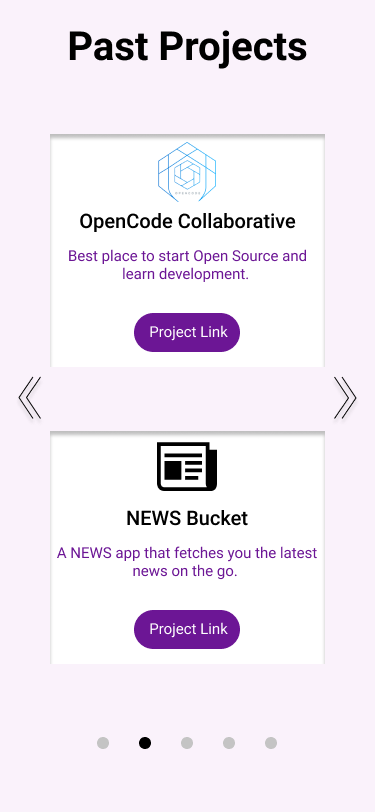 Past Projects
OpenCode Collaborative
Best place to start Open Source and
learn development.
Project Link
NEWS Bucket
A NEWS app that fetches you the latest
news on the go.
Project Link